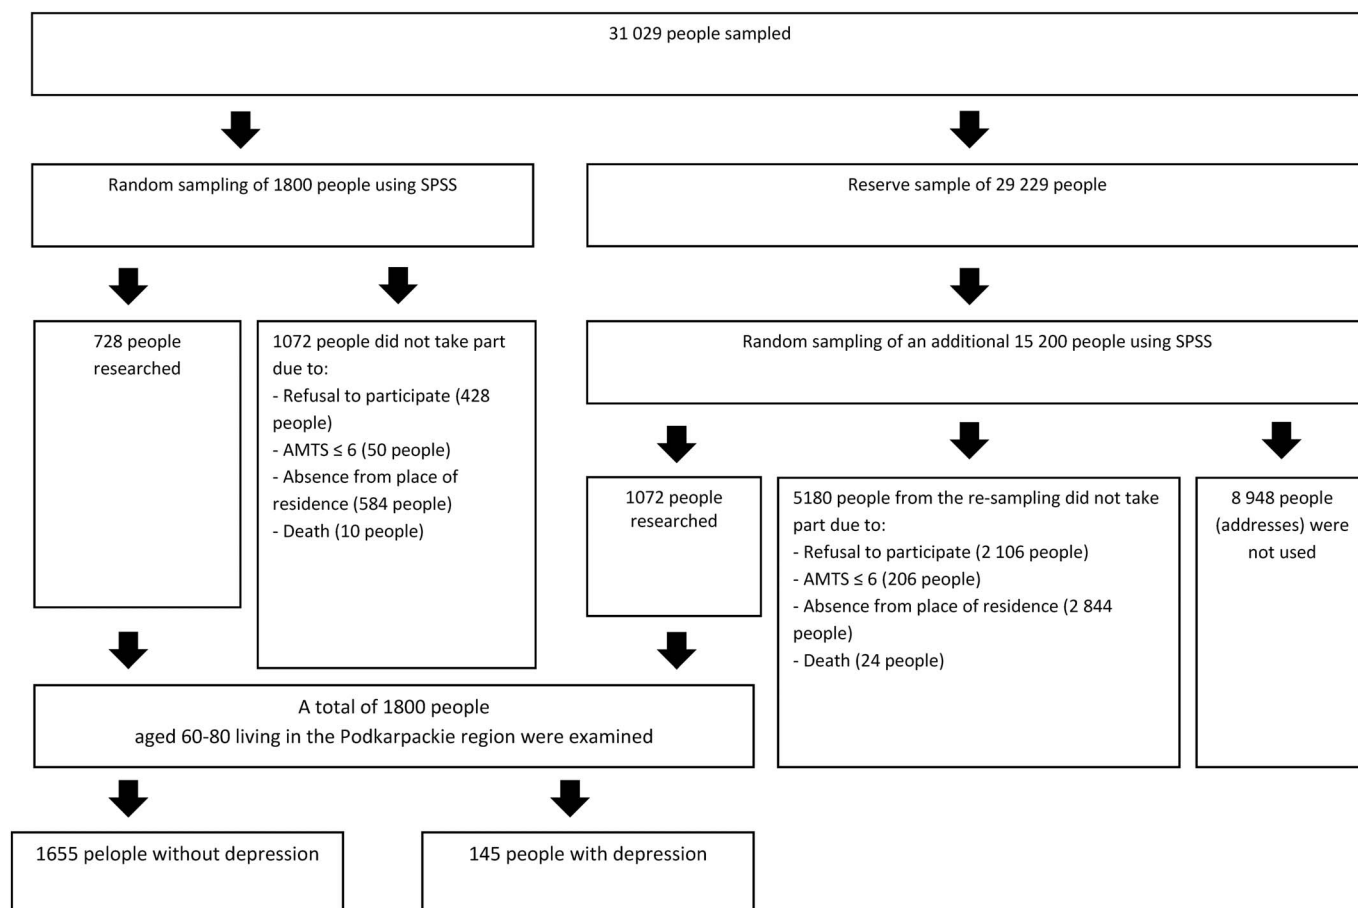 31 029 people sampled
Random sampling of 1800 people using SPSS
Reserve sample of 29 229 people
728 people
researched
1072 people did not take part
due to:
- Refusal to participate (428
people)
- AMTS ≤ 6 (50 people)
- Absence from place of
residence (584 people)
- Death (10 people)
Random sampling of an additional 15 200 people using SPSS
1072 people
researched
5180 people from the re-sampling did not take
part due to:
- Refusal to participate (2 106 people)
- AMTS ≤ 6 (206 people)
- Absence from place of residence (2 844
people)
- Death (24 people)
8 948 people
(addresses) were
not used
A total of 1800 people
aged 60-80 living in the Podkarpackie region were examined
1655 pelople without depression
145 people with depression